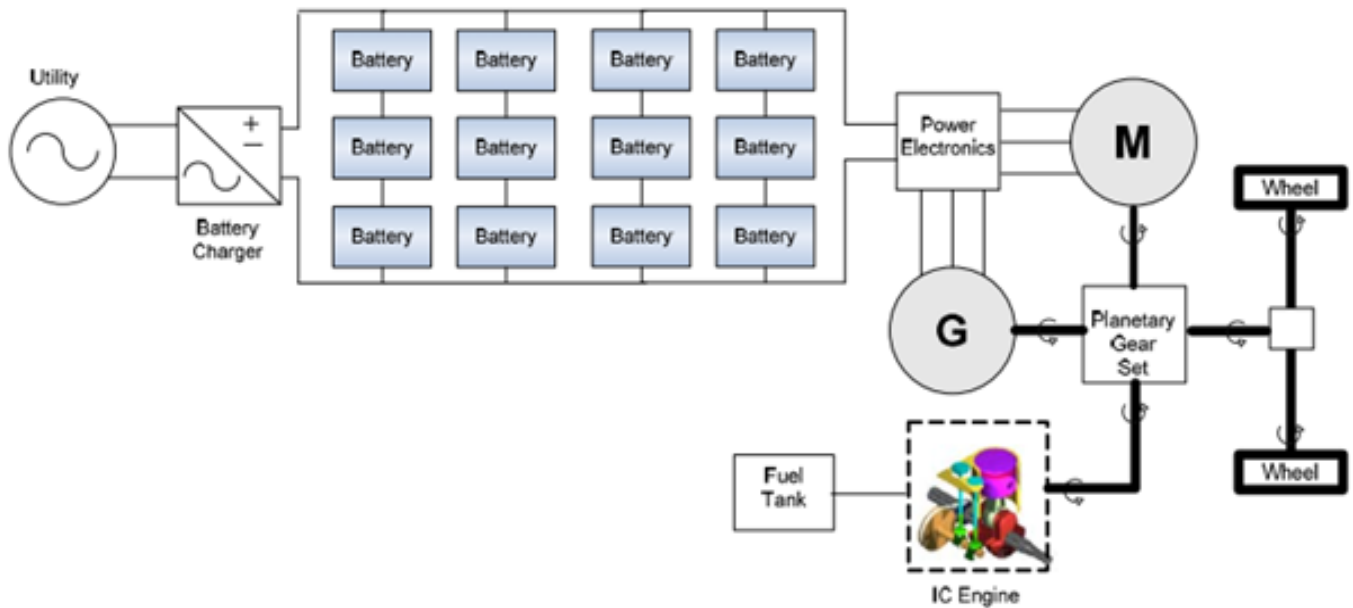 Utility
+
−
Battery
Charger
Battery Battery Battery Battery
Battery Battery Battery Battery
Battery Battery Battery Battery
Power
Electronics
M
G
Planetary
Gear
Set
Wheel
Wheel
Fuel
Tank
IC Engine